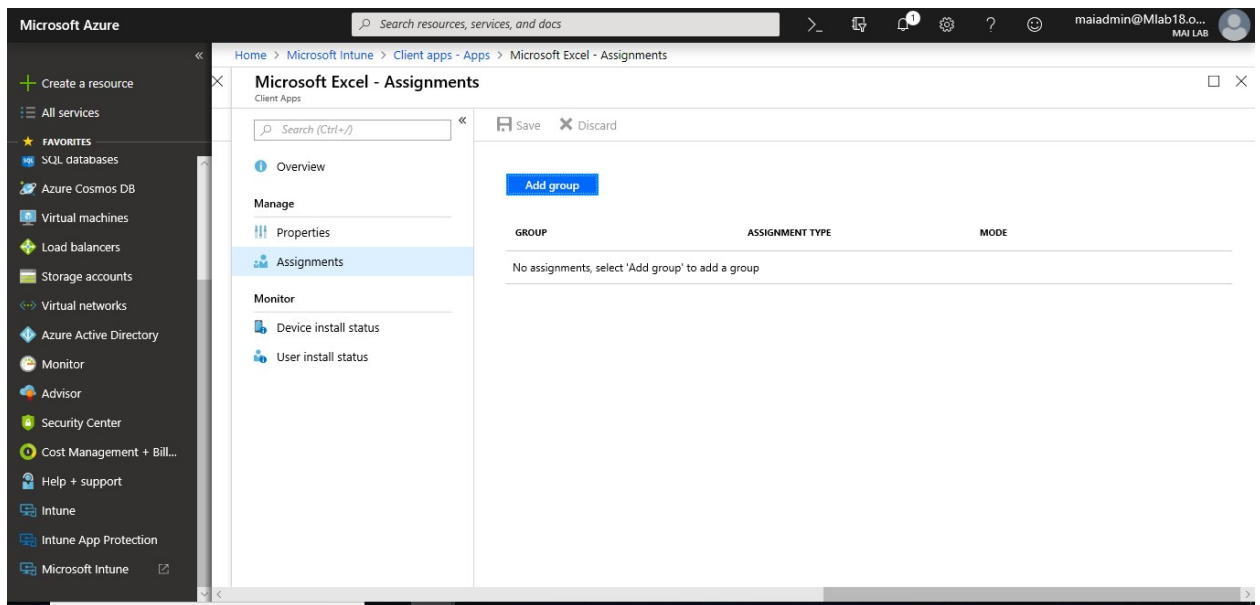 Microsoft Azure
Search resources, services, and docs
1
maiadmin@Mlab18.o...
MAI LAB
Home > Microsoft Intune > Client apps - Apps > Microsoft Excel - Assignments
Create a resource
All services
FAVORITES
SQL databases
Azure Cosmos DB
Virtual machines
Load balancers
Storage accounts
Virtual networks
Azure Active Directory
Monitor
Advisor
Security Center
Cost Management + Bill...
Help + support
Intune
Intune App Protection
Microsoft Intune
Microsoft Excel - Assignments
Client Apps
Search (Ctrl+/)
Overview
Manage
Properties
Assignments
Monitor
Device install status
User install status
Save Discard
Add group
GROUP ASSIGNMENT TYPE MODE
No assignments, select 'Add group' to add a group